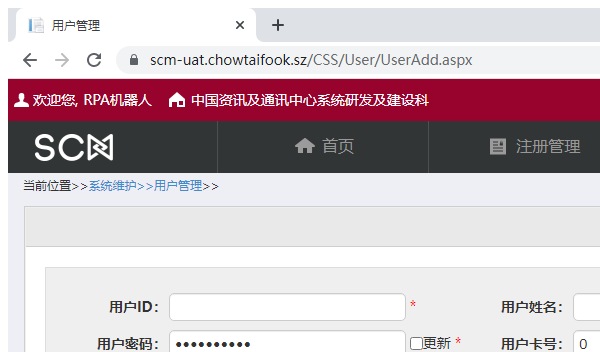 用户管理
scm-uat.chowtaifook.sz/CSS/User/UserAdd.aspx
欢迎您, RPA机器人 中国资讯及通讯中心系统研发及建设科
SCM 首页 注册管理
当前位置>>系统维护>>用户管理>>
用户ID: * 用户姓名:
用户密码: •••••••••• 更新 * 用户卡号: 0